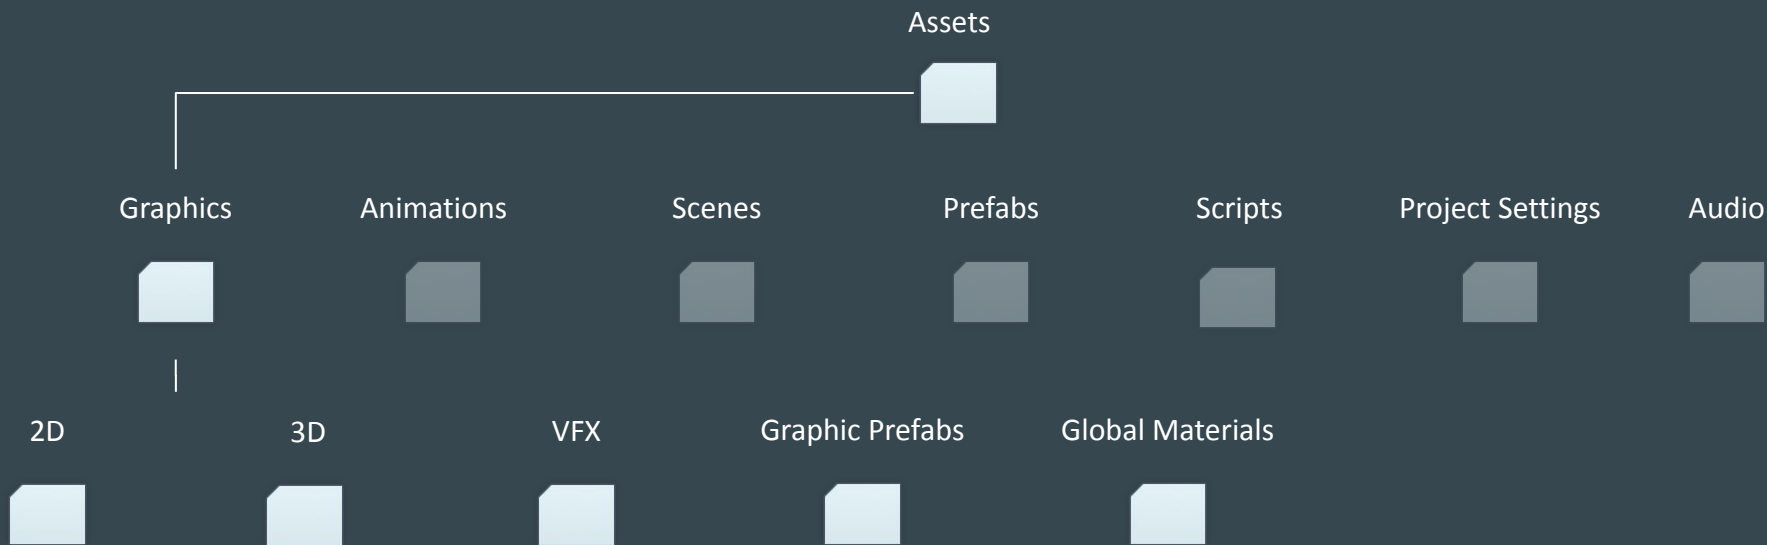 Assets
Graphics
Animations
Scenes
Prefabs
Scripts
Project Settings
Audio
2D
3D
VFX
Graphic Prefabs
Global Materials